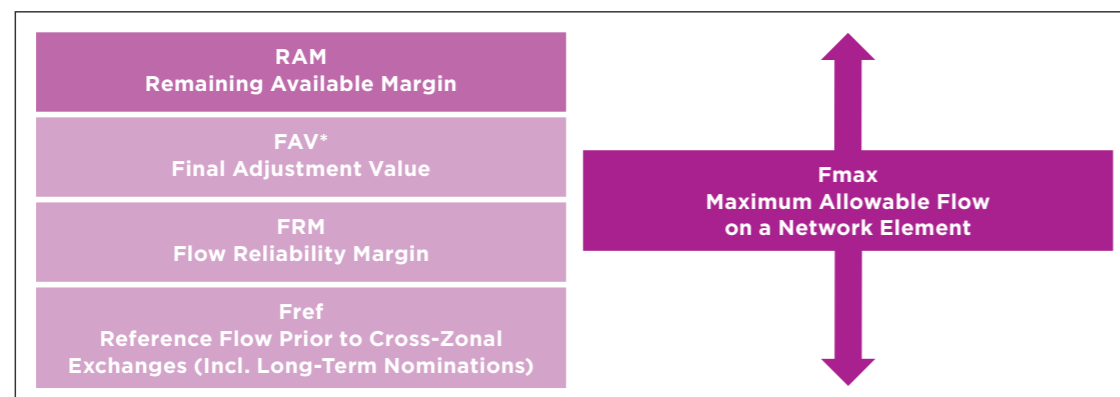 RAM
Remaining Available Margin
FAV*
Final Adjustment Value
FRM
Flow Reliability Margin
Fref
Reference Flow Prior to Cross-Zonal
Exchanges (Incl. Long-Term Nominations)
Fmax
Maximum Allowable Flow
on a Network Element